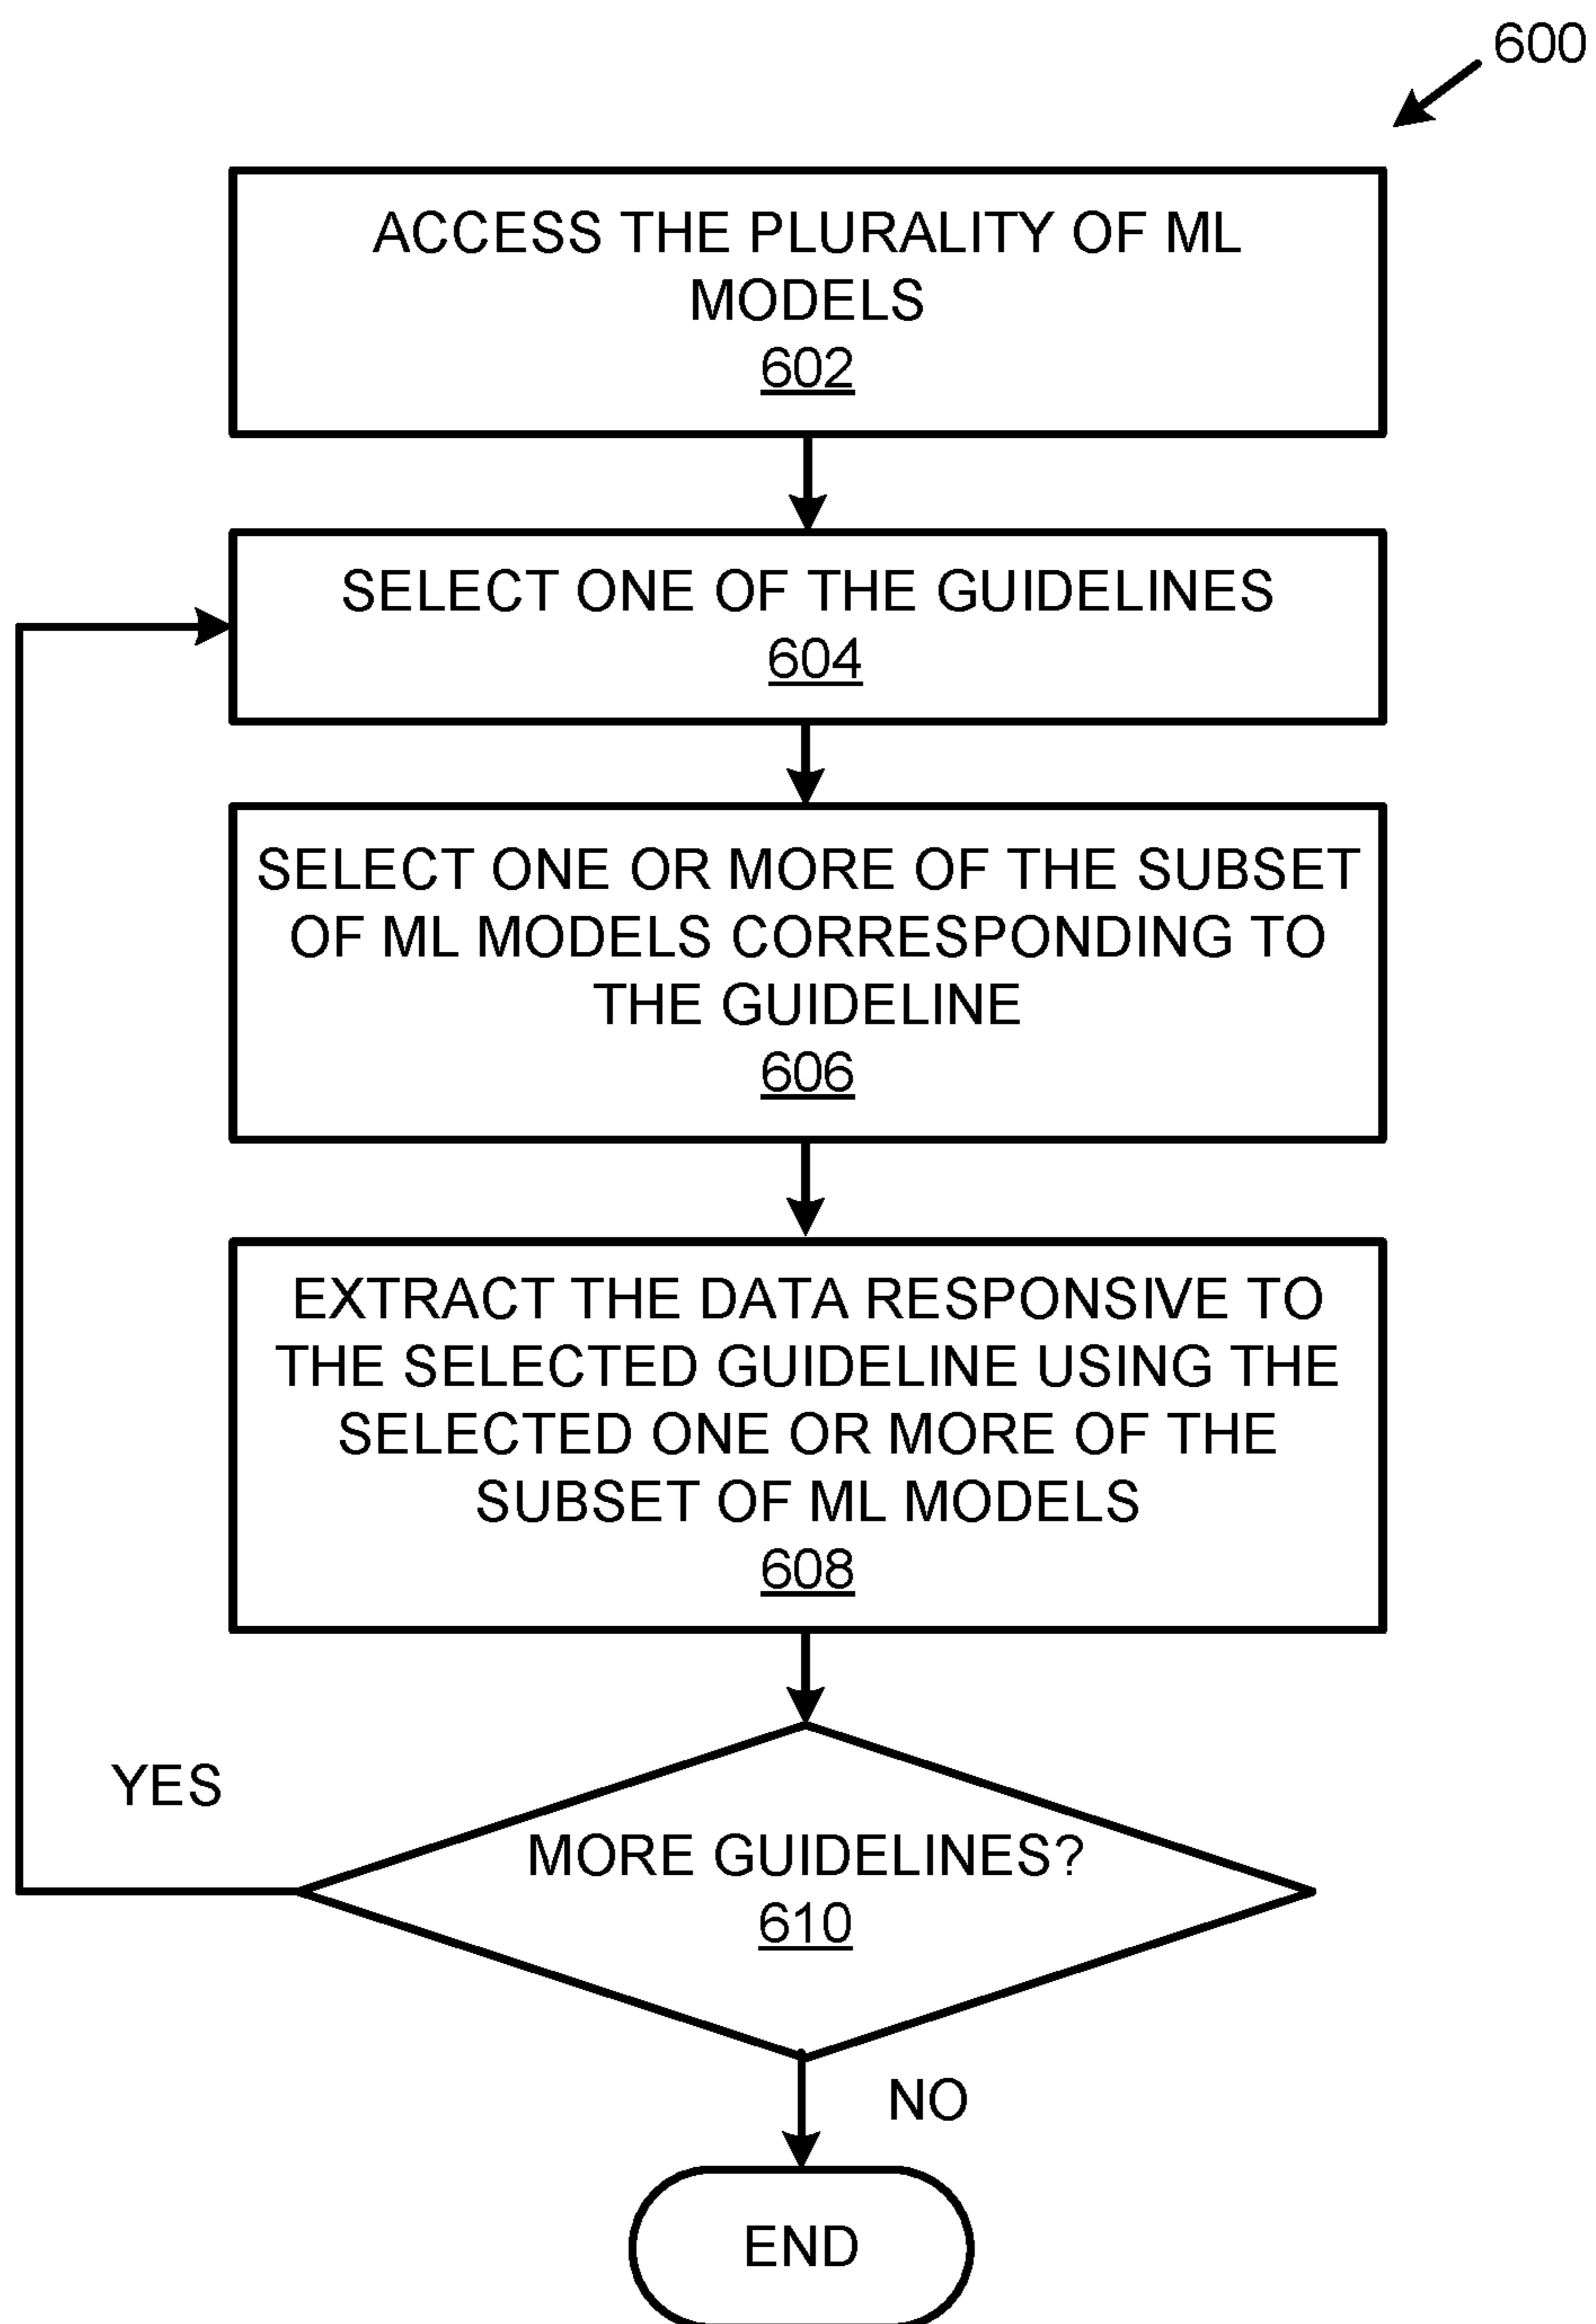 600
ACCESS THE PLURALITY OF ML
MODELS
602
SELECT ONE OF THE GUIDELINES
604
SELECT ONE OR MORE OF THE SUBSET
OF ML MODELS CORRESPONDING TO
THE GUIDELINE
606
EXTRACT THE DATA RESPONSIVE TO
THE SELECTED GUIDELINE USING THE
SELECTED ONE OR MORE OF THE
SUBSET OF ML MODELS
608
YES
MORE GUIDELINES?
610
NO
END